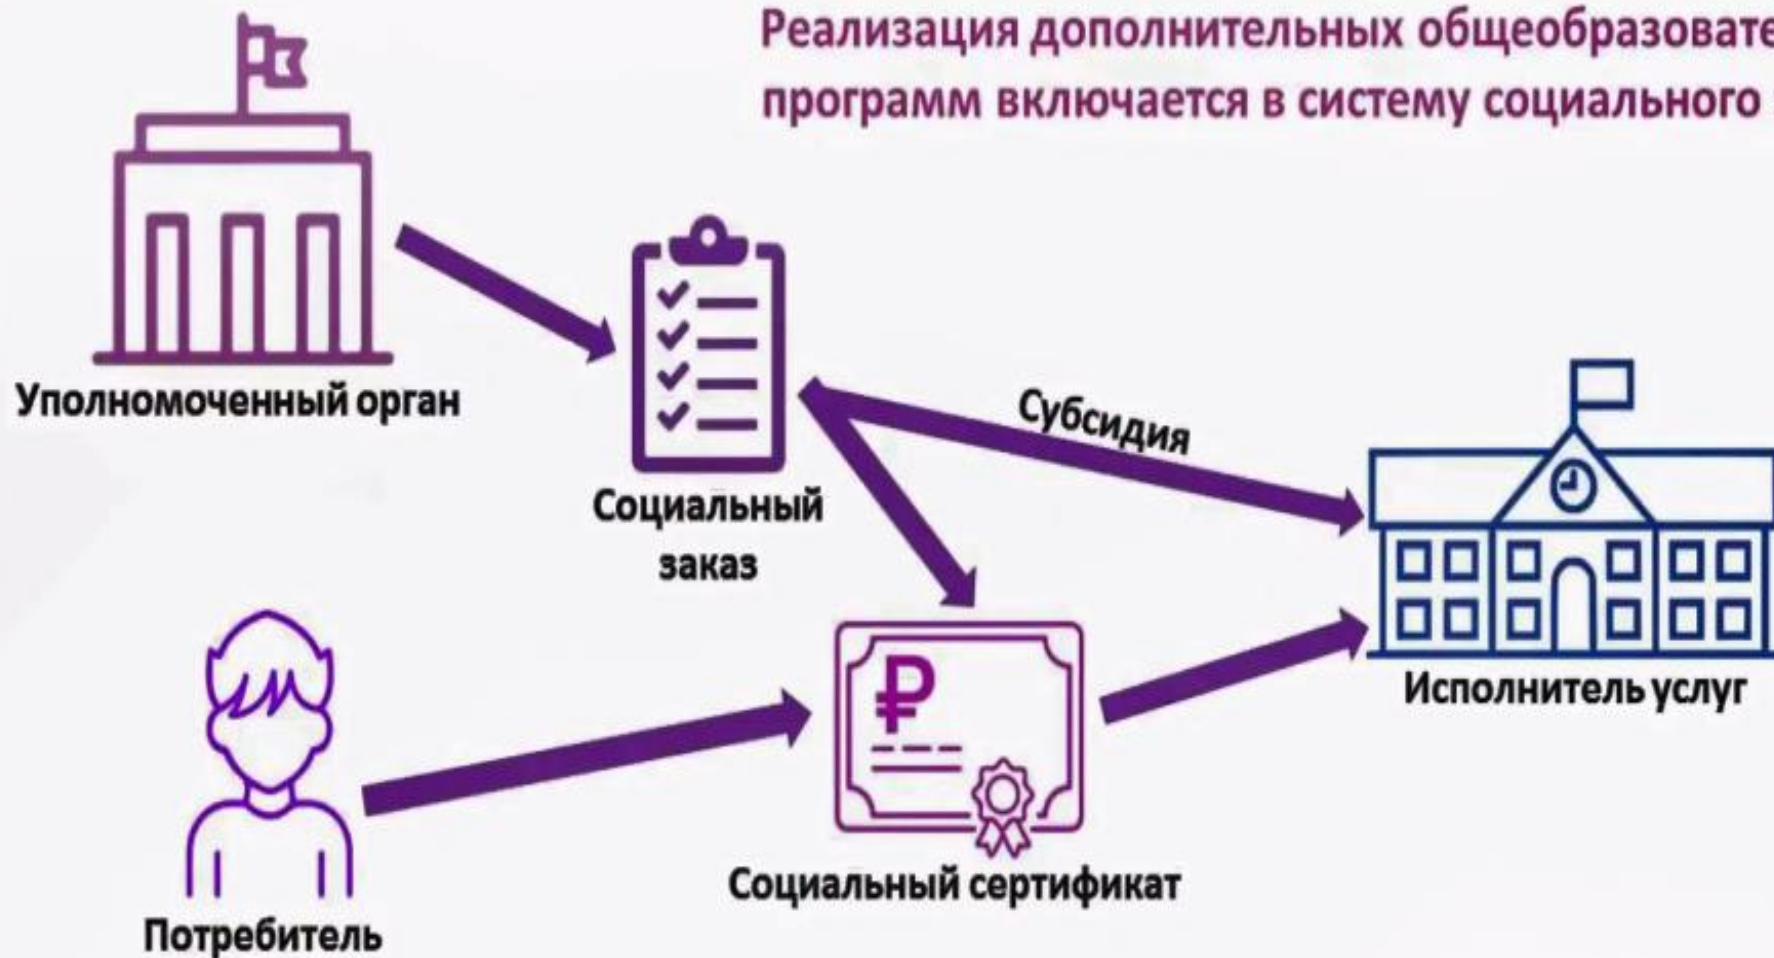 Реализация дополнительных общеобразовате
программ включается в систему социального
Уполномоченный орган
Субсидия
Социальный
заказ
Исполнитель услуг
Социальный сертификат
Потребитель